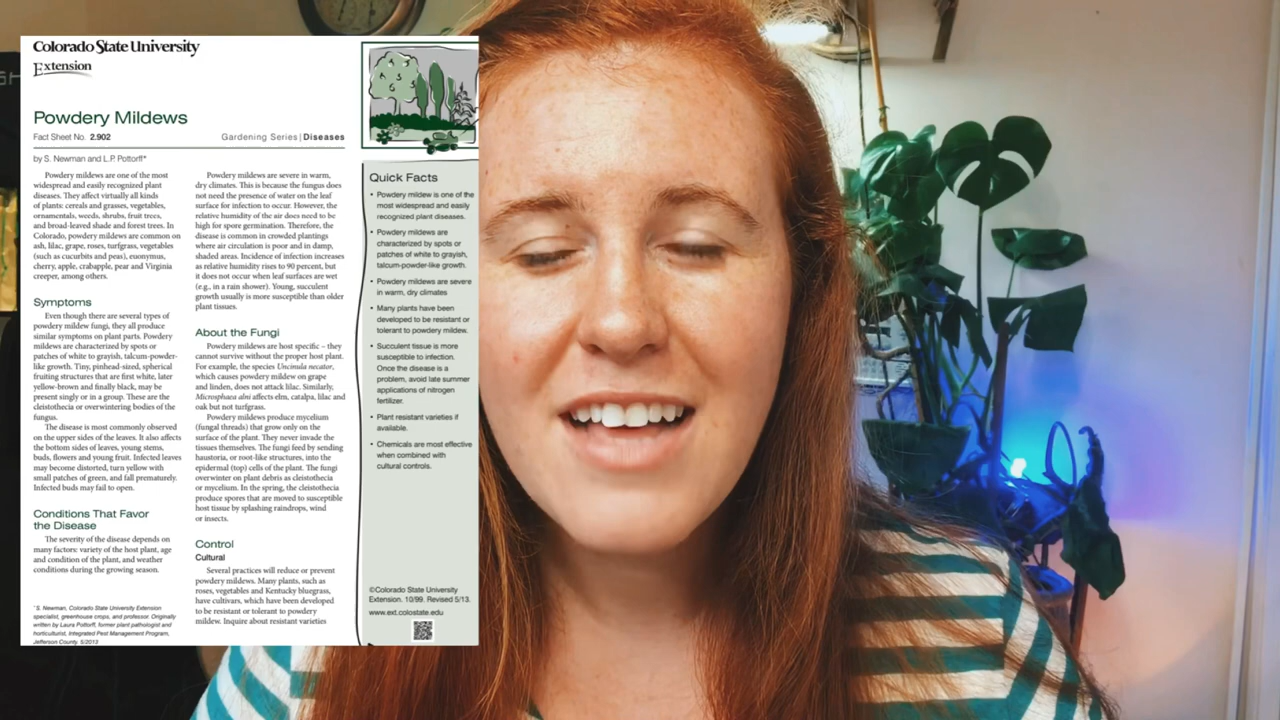 Colorado State University
Extension
Powdery Mildews
Fact Sheet No. 2.902
Gardening Series | Diseases
by S. Newman and L.P. Pottorff*
Powdery mildews are one of the most
widespread and easily recognized plant
diseases. They affect virtually all kinds
of plants: cereals and grasses, vegetables,
ornamentals, weeds, shrubs, fruit trees,
and broad-leaved shade and forest trees. In
Colorado, powdery mildews are common on
ash, lilac, grape, roses, turfgrass, vegetables
(such as cucurbits and peas), euonymus,
cherry, apple, crabapple, pear and Virginia
creeper, among others.
Symptoms
Even though there are several types of
powdery mildew fungi, they all produce
similar symptoms on plant parts. Powdery
mildews are characterized by spots or
patches of white to grayish, talcum-powder-
like growth. Tiny, pinhead-sized, spherical
fruiting structures that are first white, later
yellow-brown and finally black, may be
present singly or in a group. These are the
cleistothecia or overwintering bodies of the
fungus.
The disease is most commonly observed
on the upper sides of the leaves. It also affects
the bottom sides of leaves, young stems,
buds, flowers and young fruit. Infected leaves
may become distorted, turn yellow with
small patches of green, and fall prematurely.
Infected buds may fail to open.
Conditions That Favor
the Disease
The severity of the disease depends on
many factors: variety of the host plant, age
and condition of the plant, and weather
conditions during the growing season.
*S. Newman, Colorado State University Extension
specialist, greenhouse crops, and professor. Originally
written by Laura Pottorff, former plant pathologist and
horticulturist, Integrated Pest Management Program,
Jefferson County. 5/2013
Powdery mildews are severe in warm,
dry climates. This is because the fungus does
not need the presence of water on the leaf
surface for infection to occur. However, the
relative humidity of the air does need to be
high for spore germination. Therefore, the
disease is common in crowded plantings
where air circulation is poor and in damp,
shaded areas. Incidence of infection increases
as relative humidity rises to 90 percent, but
it does not occur when leaf surfaces are wet
(e.g., in a rain shower). Young, succulent
growth usually is more susceptible than older
plant tissues.
About the Fungi
Powdery mildews are host specific – they
cannot survive without the proper host plant.
For example, the species Uncinula necator,
which causes powdery mildew on grape
and linden, does not attack lilac. Similarly,
Microsphaea alni affects elm, catalpa, lilac and
oak but not turfgrass.
Powdery mildews produce mycelium
(fungal threads) that grow only on the
surface of the plant. They never invade the
tissues themselves. The fungi feed by sending
haustoria, or root-like structures, into the
epidermal (top) cells of the plant. The fungi
overwinter on plant debris as cleistothecia
or mycelium. In the spring, the cleistothecia
produce spores that are moved to susceptible
host tissue by splashing raindrops, wind
or insects.
Control
Cultural
Several practices will reduce or prevent
powdery mildews. Many plants, such as
roses, vegetables and Kentucky bluegrass,
have cultivars, which have been developed
to be resistant or tolerant to powdery
mildew. Inquire about resistant varieties
Quick Facts
• Powdery mildew is one of the
most widespread and easily
recognized plant diseases.
• Powdery mildews are
characterized by spots or
patches of white to grayish,
talcum-powder-like growth.
• Powdery mildews are severe
in warm, dry climates
• Many plants have been
developed to be resistant or
tolerant to powdery mildew.
• Succulent tissue is more
susceptible to infection.
Once the disease is a
problem, avoid late summer
applications of nitrogen
fertilizer.
• Plant resistant varieties if
available.
• Chemicals are most effective
when combined with
cultural controls.
©Colorado State University
Extension. 10/99. Revised 5/13.
www.ext.colostate.edu